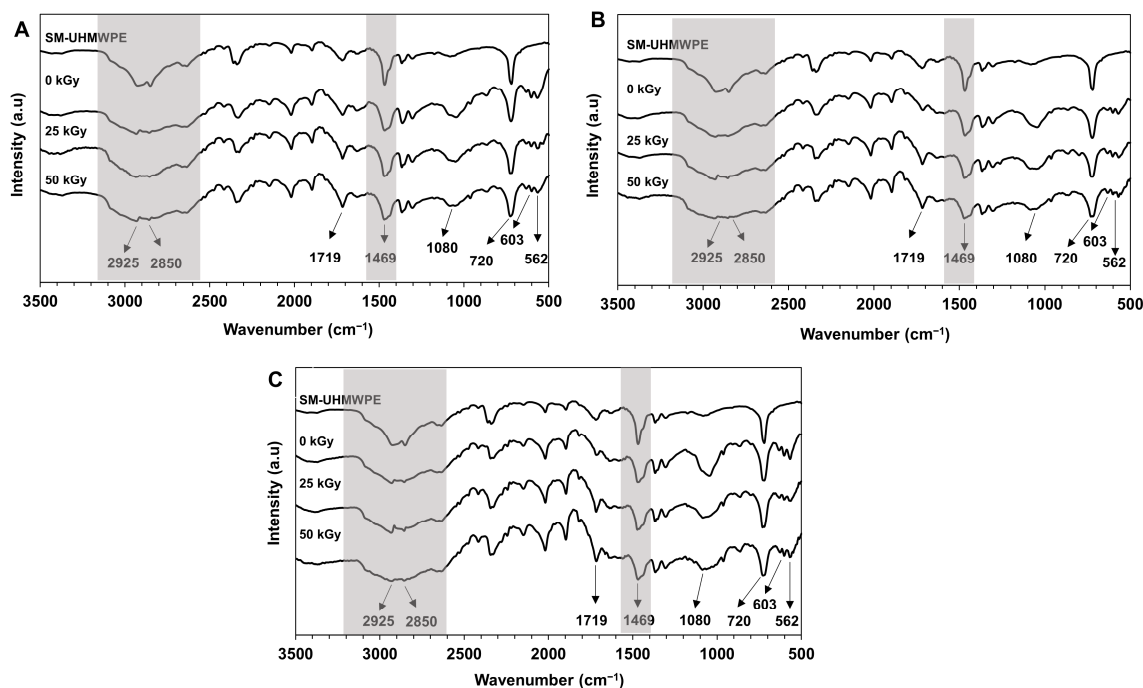 A
SM-UHMWPE
0 kGy
25 kGy
50 kGy
2925
2850
1719
1469
1080
720
603
562
3500
3000
2500
2000
1500
1000
500
Intensity (a.u)
Wavenumber (cm⁻¹)
B
SM-UHMWPE
0 kGy
25 kGy
50 kGy
2925
2850
1719
1469
1080
720
603
562
3500
3000
2500
2000
1500
1000
500
Intensity (a.u)
Wavenumber (cm⁻¹)
C
SM-UHMWPE
0 kGy
25 kGy
50 kGy
2925
2850
1719
1469
1080
720
603
562
3500
3000
2500
2000
1500
1000
500
Intensity (a.u
Wavenumber (cm⁻¹)